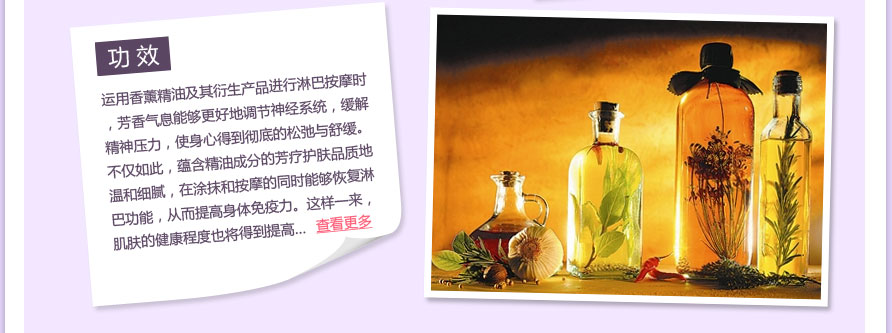 功效
运用香薰精油及其衍生产品进行淋巴按摩时
，芳香气息能够更好地调节神经系统，缓解
精神压力，使身心得到彻底的松弛与舒缓。
不仅如此，蕴含精油成分的芳疗护肤品质地
温和细腻，在涂抹和按摩的同时能够恢复淋
巴功能，从而提高身体免疫力。这样一来，
肌肤的健康程度也将得到提高... 查看更多